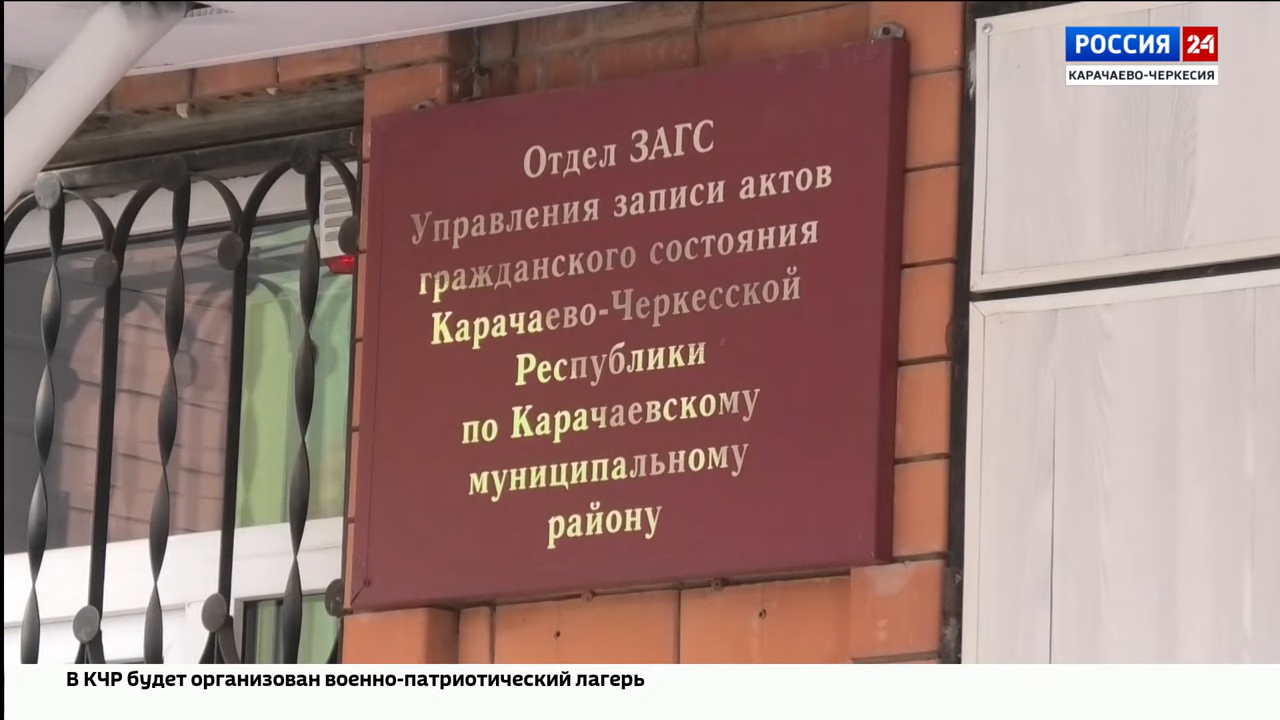 РОССИЯ 24
КАРАЧАЕВО-ЧЕРКЕСИЯ
Отдел ЗАГС
Управления записи актов
гражданского состояния
Карачаево-Черкесской
Республики
по Карачаевскому
муниципальному
району
В КЧР будет организован военно-патриотический лагерь